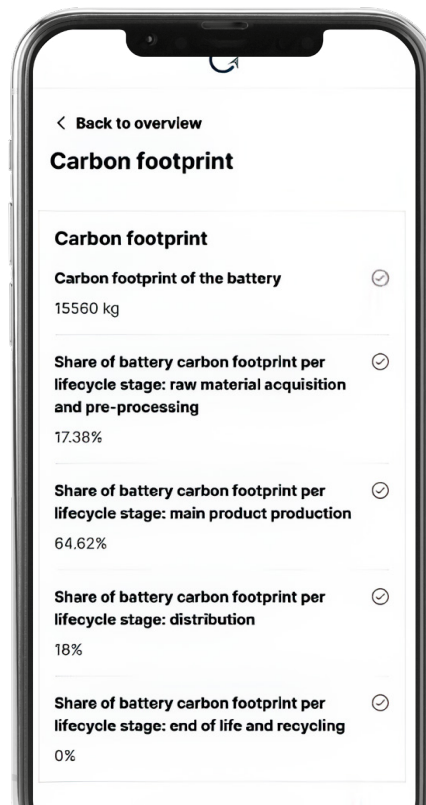 Back to overview
Carbon footprint
Carbon footprint
Carbon footprint of the battery
15560 kg
Share of battery carbon footprint per
lifecycle stage: raw material acquisition
and pre-processing
17.38%
Share of battery carbon footprint per
lifecycle stage: main product production
64.62%
Share of battery carbon footprint per
lifecycle stage: distribution
18%
Share of battery carbon footprint per
lifecycle stage: end of life and recycling
0%